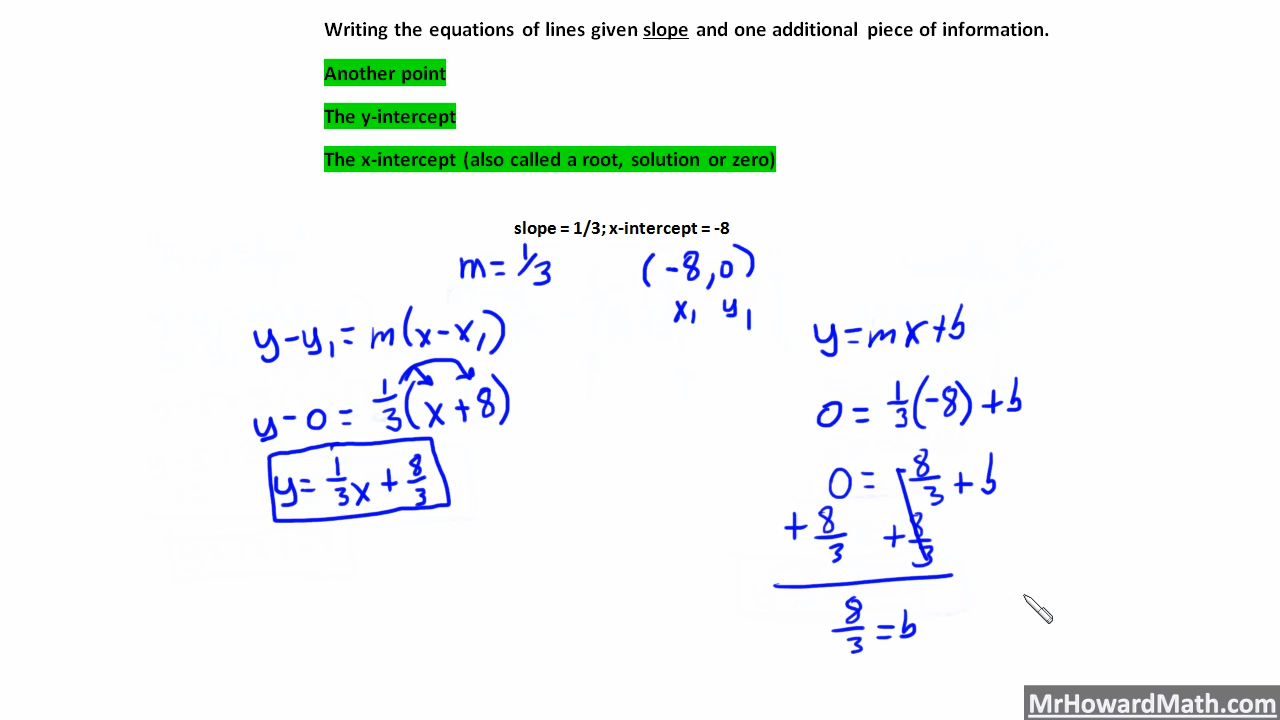 Writing the equations of lines given slope and one additional piece of information.
Another point
The y-intercept
The x-intercept (also called a root, solution or zero)
slope = 1/3; x-intercept = -8
m = 1/3
(-8, 0)
x₁ y₁
y - y₁ = m(x - x₁)
y - 0 = 1/3(x + 8)
y = 1/3x + 8/3
y = mx + b
0 = 1/3(-8) + b
0 = -8/3 + b
+ 8/3 + 8/3
8/3 = b
MrHowardMath.com